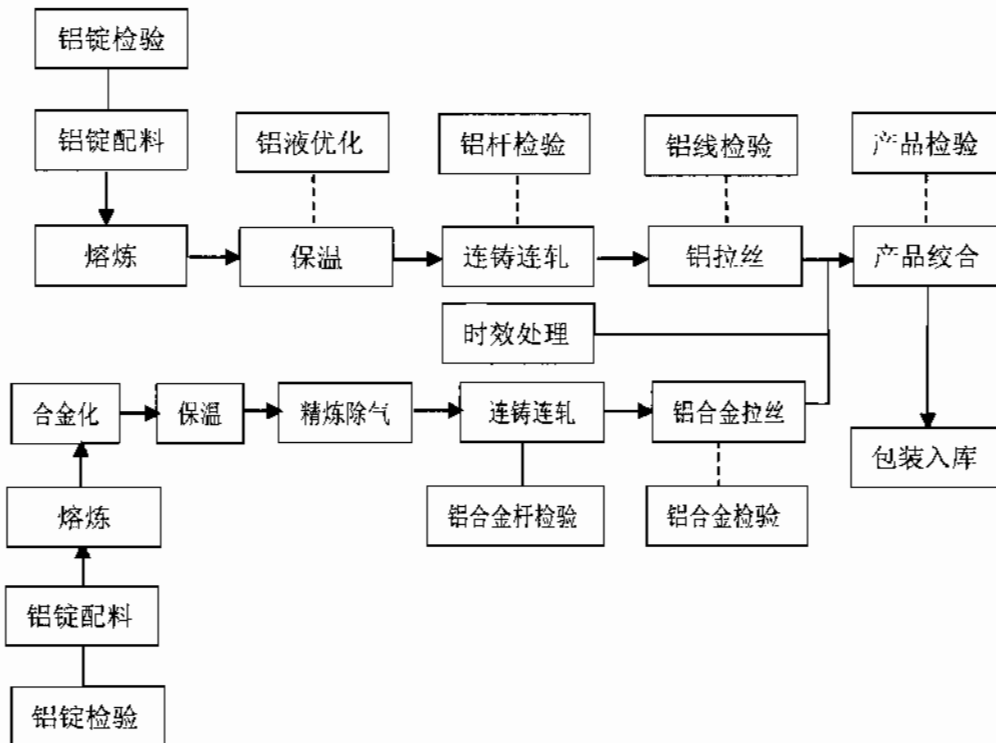 铝锭检验
铝锭配料
铝液优化
铝杆检验
铝线检验
产品检验
熔炼
保温
连铸连轧
铝拉丝
产品绞合
时效处理
合金化
保温
精炼除气
连铸连轧
铝合金拉丝
包装入库
熔炼
铝合金杆检验
铝合金检验
铝锭配料
铝锭检验